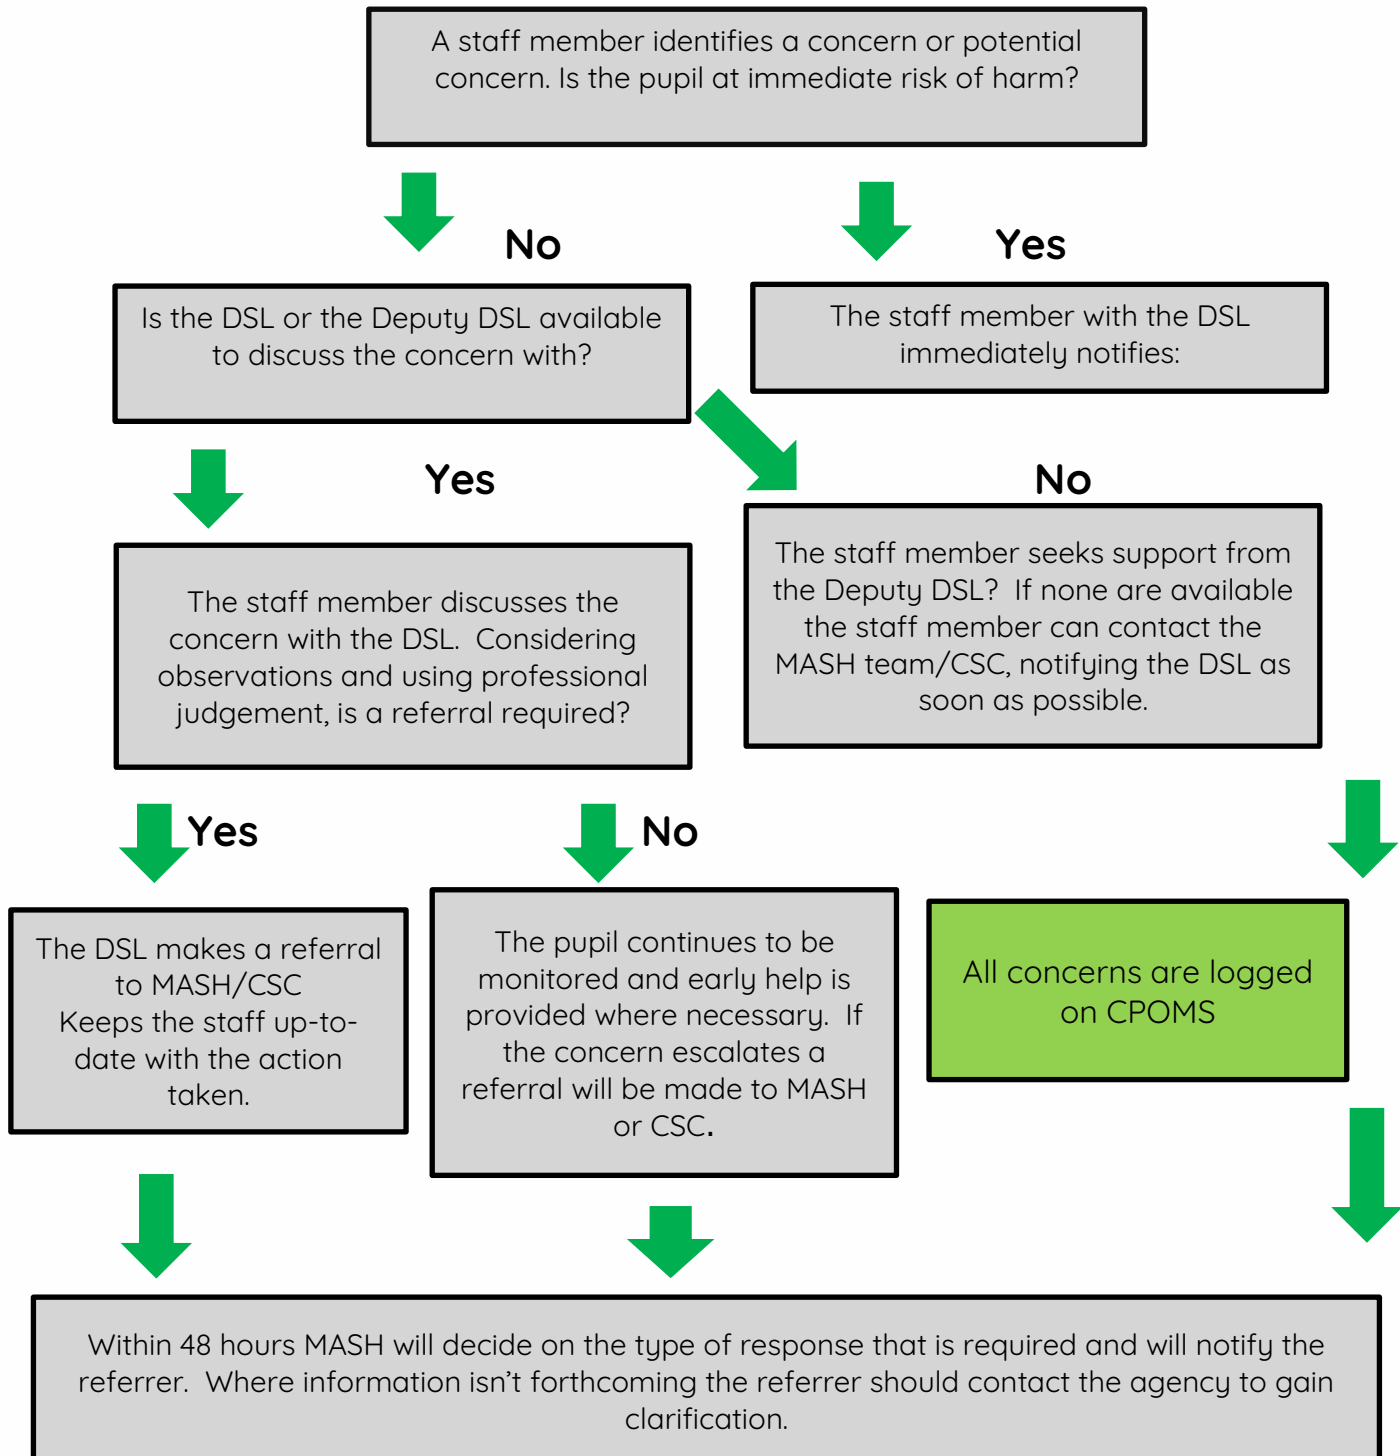 A staff member identifies a concern or potential
concern. Is the pupil at immediate risk of harm?
No
Yes
Is the DSL or the Deputy DSL available
to discuss the concern with?
The staff member with the DSL
immediately notifies:
Yes
No
The staff member discusses the
concern with the DSL.  Considering
observations and using professional
judgement, is a referral required?
The staff member seeks support from
the Deputy DSL?  If none are available
the staff member can contact the
MASH team/CSC, notifying the DSL as
soon as possible.
Yes
No
The DSL makes a referral
to MASH/CSC
Keeps the staff up-to-
date with the action
taken.
The pupil continues to be
monitored and early help is
provided where necessary.  If
the concern escalates a
referral will be made to MASH
or CSC.
All concerns are logged
on CPOMS
Within 48 hours MASH will decide on the type of response that is required and will notify the
referrer.  Where information isn’t forthcoming the referrer should contact the agency to gain
clarification.